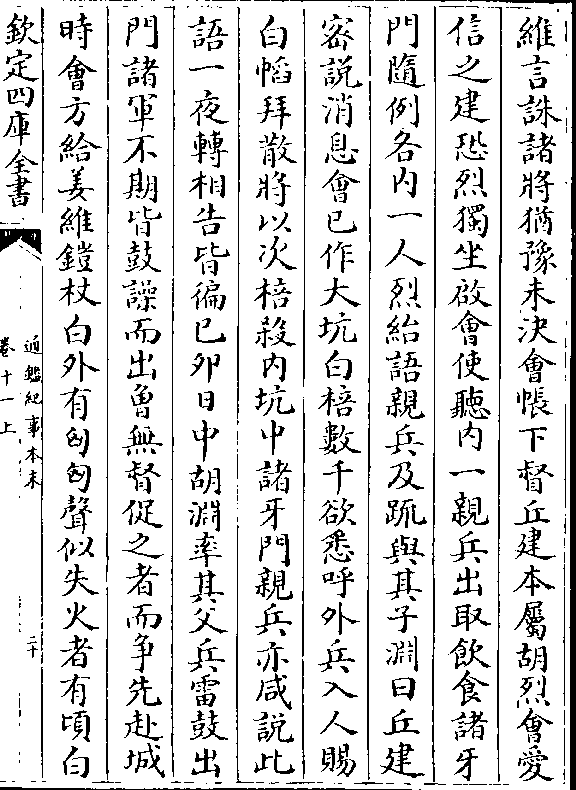 維言誅諸將猶豫未決會帳下督丘建本屬胡烈會愛
信之建恐烈獨坐啟會使聽内一親兵出取飲食諸牙
門隨例各内一人烈紿語親兵及疏與其子淵曰丘建
宻説消息會已作大坑白棓數千欲悉呼外兵入人賜
白㡊拜散將以次棓殺内坑中諸牙門親兵亦咸説此
語一夜轉相告皆徧己卯日中胡淵率其父兵雷鼓出
門諸軍不期皆鼓譟而出曾無督促之者而爭先赴城
時會方給姜維鎧杖白外有匈匈聲似失火者有頃白
欽定四庫全書
通鑑紀事本末
卷十一上
二十